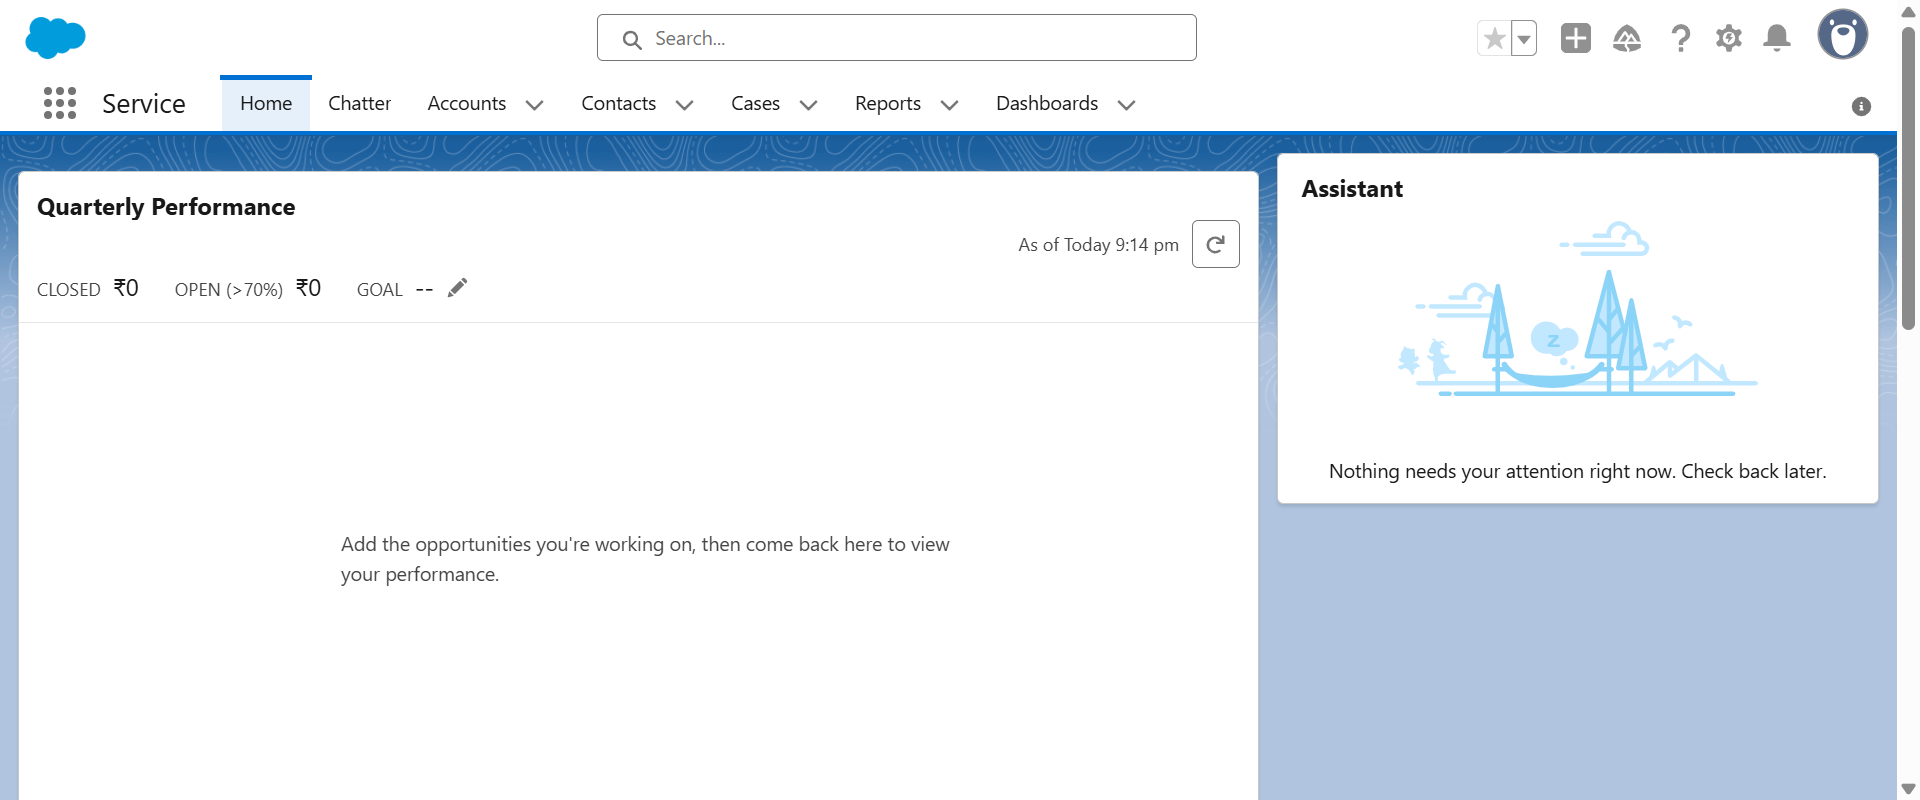 Search...
Service
Home
Chatter
Accounts
Contacts
Cases
Reports
Dashboards
Quarterly Performance
As of Today 9:14 pm
CLOSED ₹0 OPEN (>70%) ₹0 GOAL --
Add the opportunities you're working on, then come back here to view
your performance.
Assistant
z
Nothing needs your attention right now. Check back later.